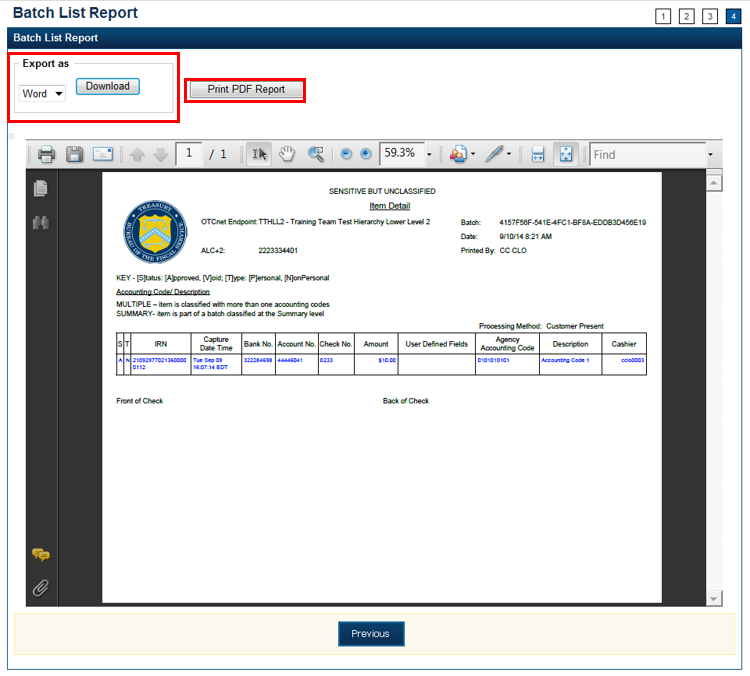 Batch List Report
1 2 3 4
Batch List Report
Export as
Word
Download
Print PDF Report
1 / 1
59.3%
Find
SENSITIVE BUT UNCLASSIFIED
Item Detail
OTCnet Endpoint:TTHLL2 - Training Team Test Hierarchy Lower Level 2
Batch: 4157F56F-541E-4FC1-BF8A-EDDB3D456E19
Date: 9/10/14 8:21 AM
ALC+2: 2223334401
Printed By: CC CLO
KEY - [S]tatus: [A]pproved, [V]oid; [T]ype: [P]ersonal, [N]onPersonal
Accounting Code/ Description
MULTIPLE – item is classified with more than one accounting codes
SUMMARY- item is part of a batch classified at the Summary level
Processing Method: Customer Present
S T IRN Capture Date Time Bank No. Account No. Check No. Amount User Defined Fields Agency Accounting Code Description Cashier
A N 21092977021360000 0112 Tue Sep 09 16:07:14 EDT 322284698 44446041 0233 $10.00 0101010101 Accounting Code 1 cclo0003
Front of Check
Back of Check
Previous